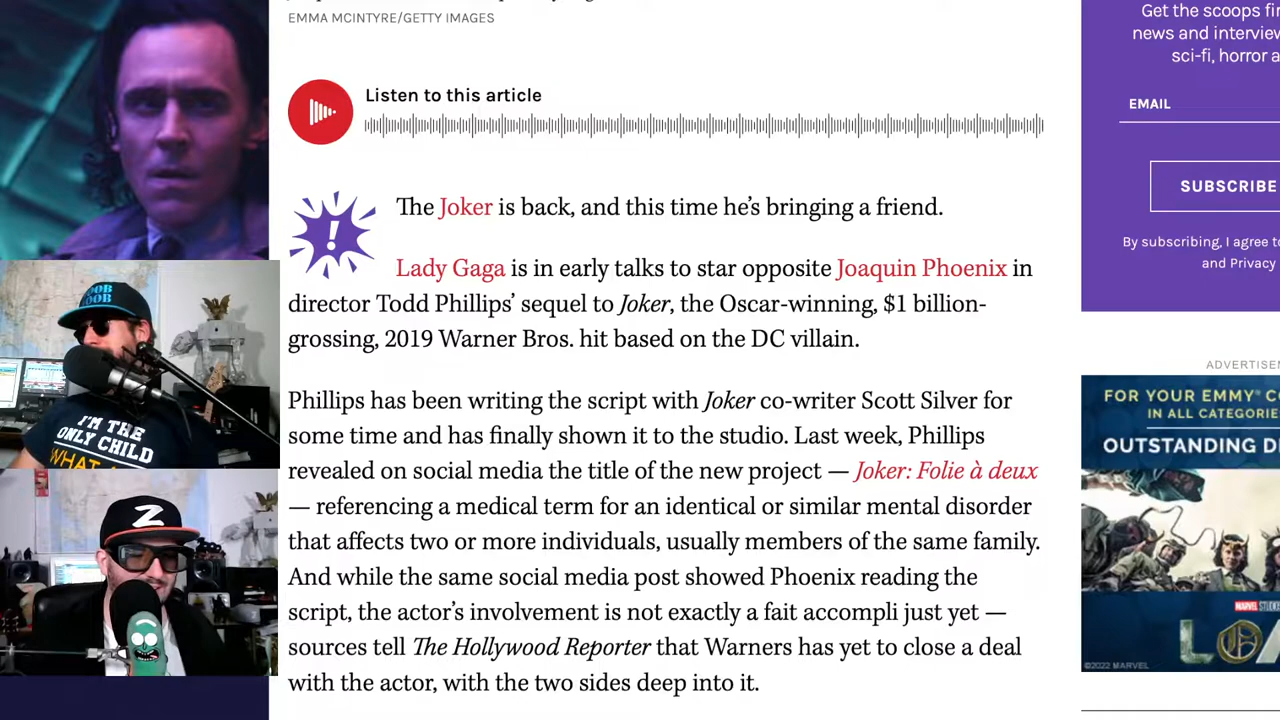 EMMA MCINTYRE/GETTY IMAGES
Listen to this article
The Joker is back, and this time he’s bringing a friend.
Lady Gaga is in early talks to star opposite Joaquin Phoenix in
director Todd Phillips’ sequel to Joker, the Oscar-winning, $1 billion-
grossing, 2019 Warner Bros. hit based on the DC villain.
Phillips has been writing the script with Joker co-writer Scott Silver for
some time and has finally shown it to the studio. Last week, Phillips
revealed on social media the title of the new project — Joker: Folie à deux
— referencing a medical term for an identical or similar mental disorder
that affects two or more individuals, usually members of the same family.
And while the same social media post showed Phoenix reading the
script, the actor’s involvement is not exactly a fait accompli just yet —
sources tell The Hollywood Reporter that Warners has yet to close a deal
with the actor, with the two sides deep into it.
Get the scoops
news and
sci-fi, horror
EMAIL
SUBSCRIBE
By subscribing, I agree
and Privacy
FOR YOUR EMMY®
IN ALL
OUTSTANDING
MARVEL
©2022 MARVEL
I'M THE
ONLY CHILD
Z